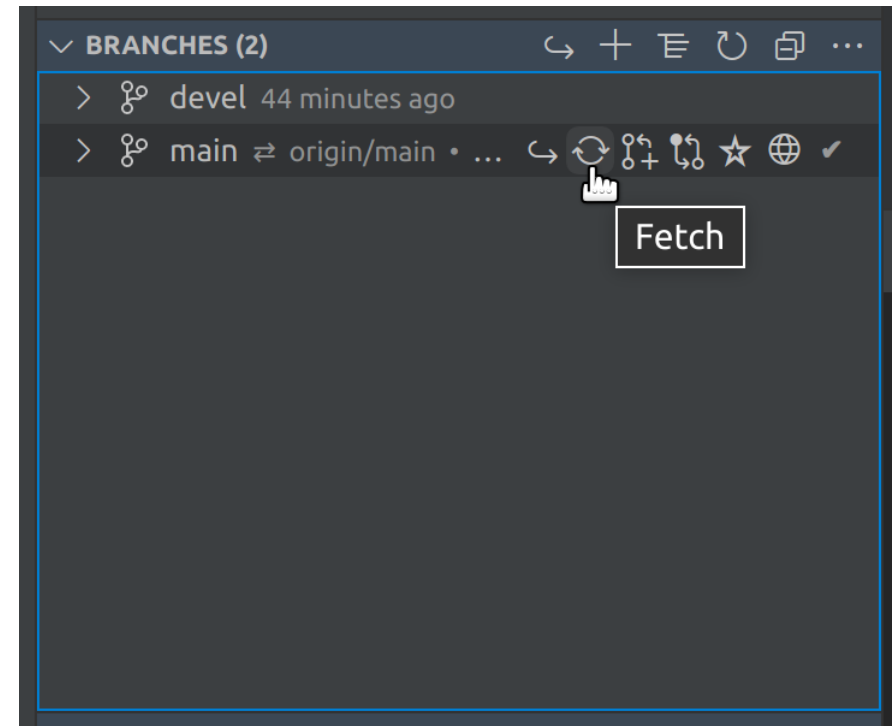 BRANCHES (2)
devel 44 minutes ago
main ⇄ origin/main • ...
Fetch